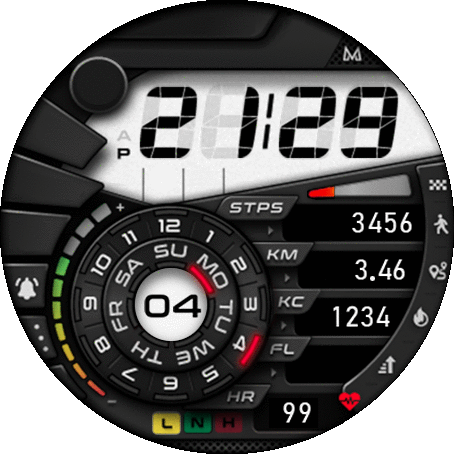 M
21:29
A
P
STPS
3456
KM
3.46
KC
1234
FL
HR
99
12
1
2
3
4
5
6
7
8
9
10
11
SU
MO
TU
WE
TH
FR
SA
04
+
-
L
N
H